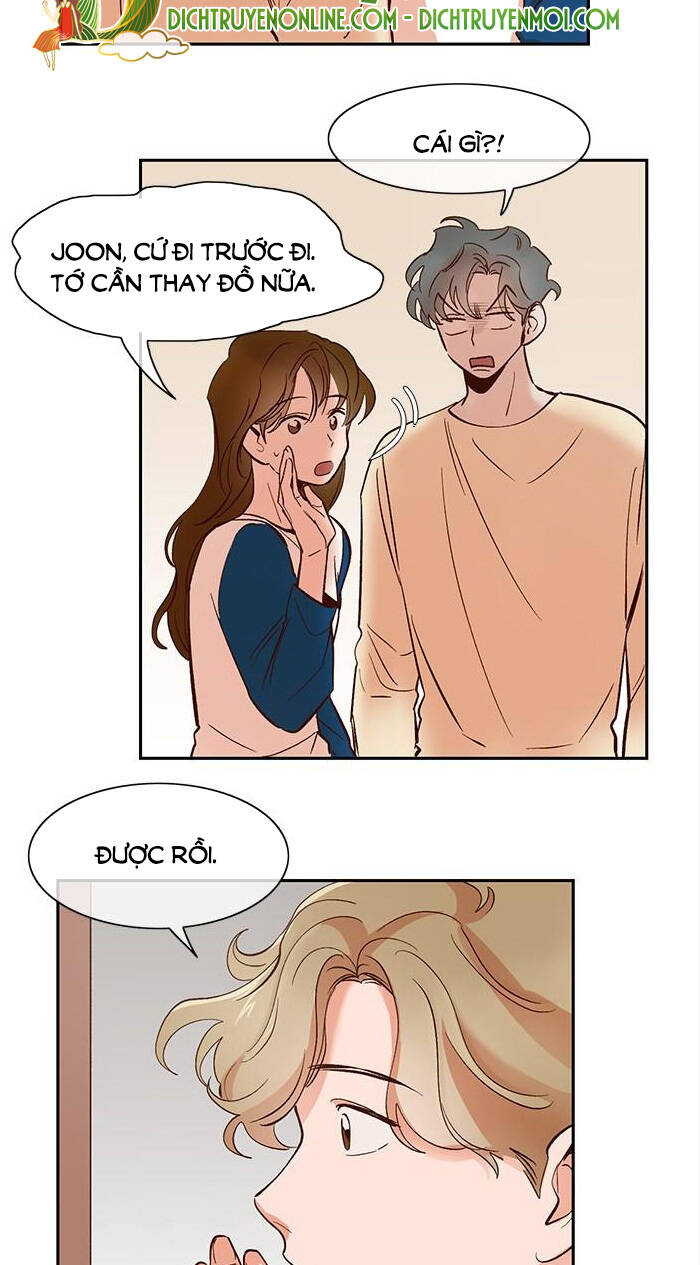 DICHTRUYENONLINE.COM - DICHTRUYENMOI.COM
CÁI GÌ?!
JOON, CỨ ĐI TRƯỚC ĐI.
TỚ CẦN THAY ĐỒ NỮA.
ĐƯỢC RỒI.